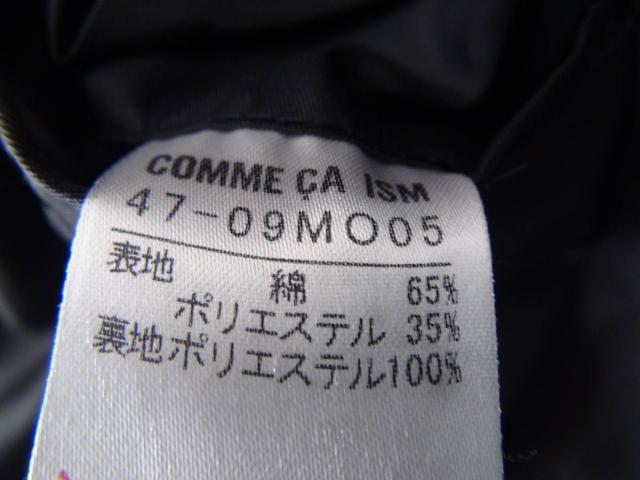 COMME ÇA ISM
47-09MO05
表地 綿 65%
ポリエステル 35%
裏地ポリエステル100%